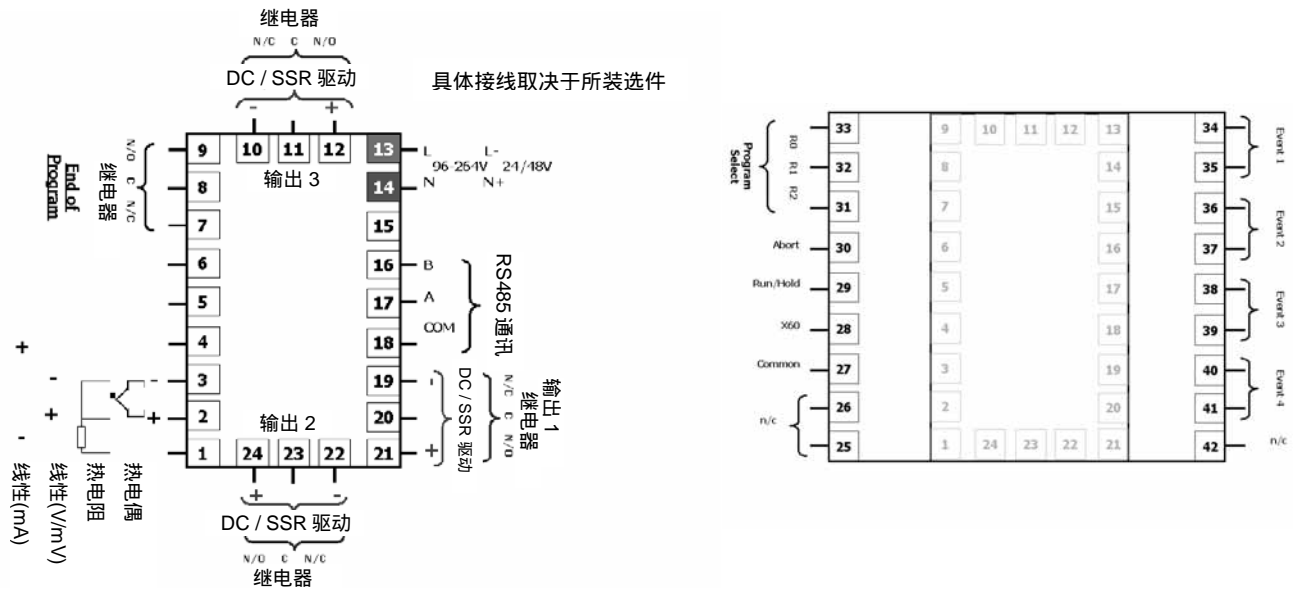 继电器
N/C C N/O
DC / SSR 驱动
- +
具体接线取决于所装选件
9 10 11 12 13
输出 3
L L-
96-264V 24/48V
N N+
8 14
7 15
6 16 B
5 17 A
COM
4 18
3 19 -
2 20
1 24 23 22 21 +
输出 2
+ -
DC / SSR 驱动
N/O C N/C
继电器
N/O C N/C
继电器
End of
Program
RS485 通讯
DC / SSR 驱动
N/C C N/O
输出 1
继电器
+ -
线性(mA)
- +
线性(V/mV)
热电阻
- +
热电偶
33 9 10 11 12 13 34
32 8 14 35
31 7 15 36
Abort 30 6 16 37
Run/Hold 29 5 17 38
X60 28 4 18 39
Common 27 3 19 40
26 2 20 41
n/c
25 1 24 23 22 21 42 n/c
Program
Select
R0 R1 R2
Event 1
Event 2
Event 3
Event 4